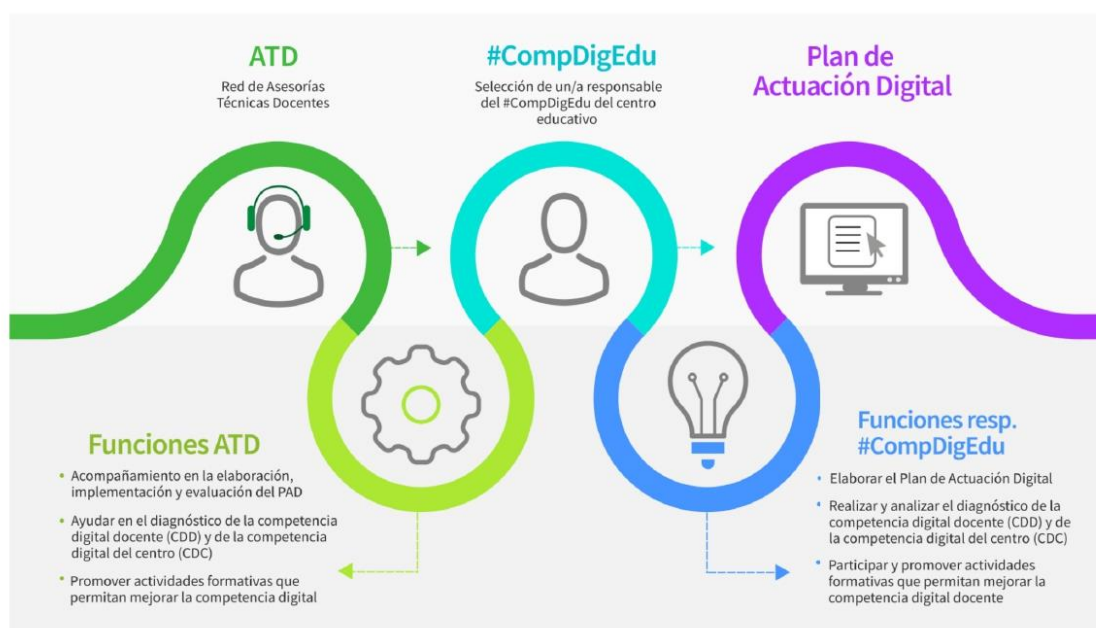 ATD
Red de Asesorías
Técnicas Docentes
#CompDigEdu
Selección de un/a responsable
del #CompDigEdu del centro
educativo
Plan de
Actuación Digital
Funciones ATD
• Acompañamiento en la elaboración,
implementación y evaluación del PAD
• Ayudar en el diagnóstico de la competencia
digital docente (CDD) y de la competencia
digital del centro (CDC)
• Promover actividades formativas que
permitan mejorar la competencia digital
Funciones resp.
#CompDigEdu
• Elaborar el Plan de Actuación Digital
• Realizar y analizar el diagnóstico de la
competencia digital docente (CDD) y de
la competencia digital del centro (CDC)
• Participar y promover actividades
formativas que permitan mejorar la
competencia digital docente